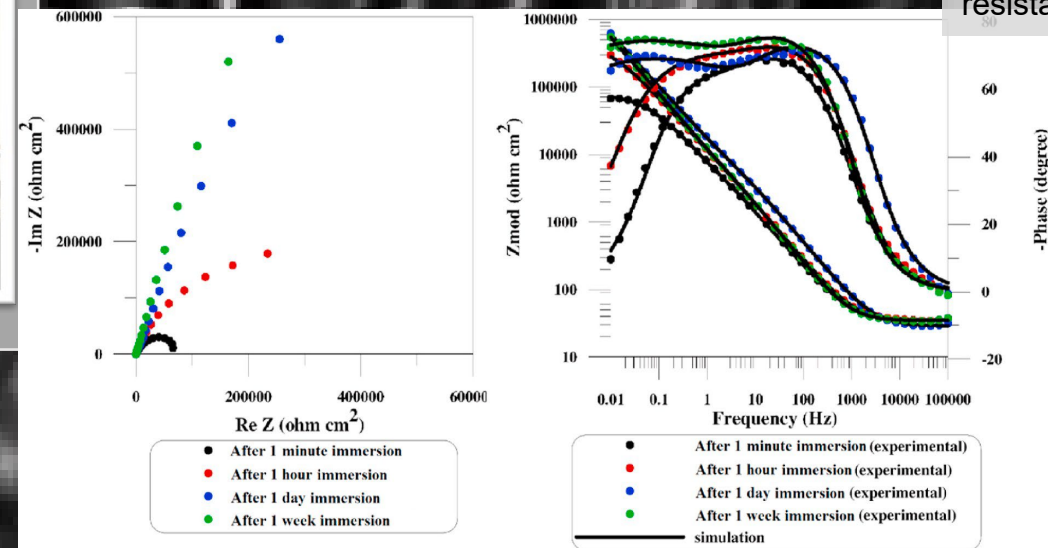 resista
600000
400000
200000
0
-Im Z (ohm cm2)
0 200000 400000 60000
Re Z (ohm cm2)
After 1 minute immersion
After 1 hour immersion
After 1 day immersion
After 1 week immersion
1000000
100000
10000
1000
100
10
Zmod (ohm cm2)
80
60
40
20
0
-20
-Phase (degree)
0.01 0.1 1 10 100 1000 10000 100000
Frequency (Hz)
After 1 minute immersion (experimental)
After 1 hour immersion (experimental)
After 1 day immersion (experimental)
After 1 week immersion (experimental)
simulation